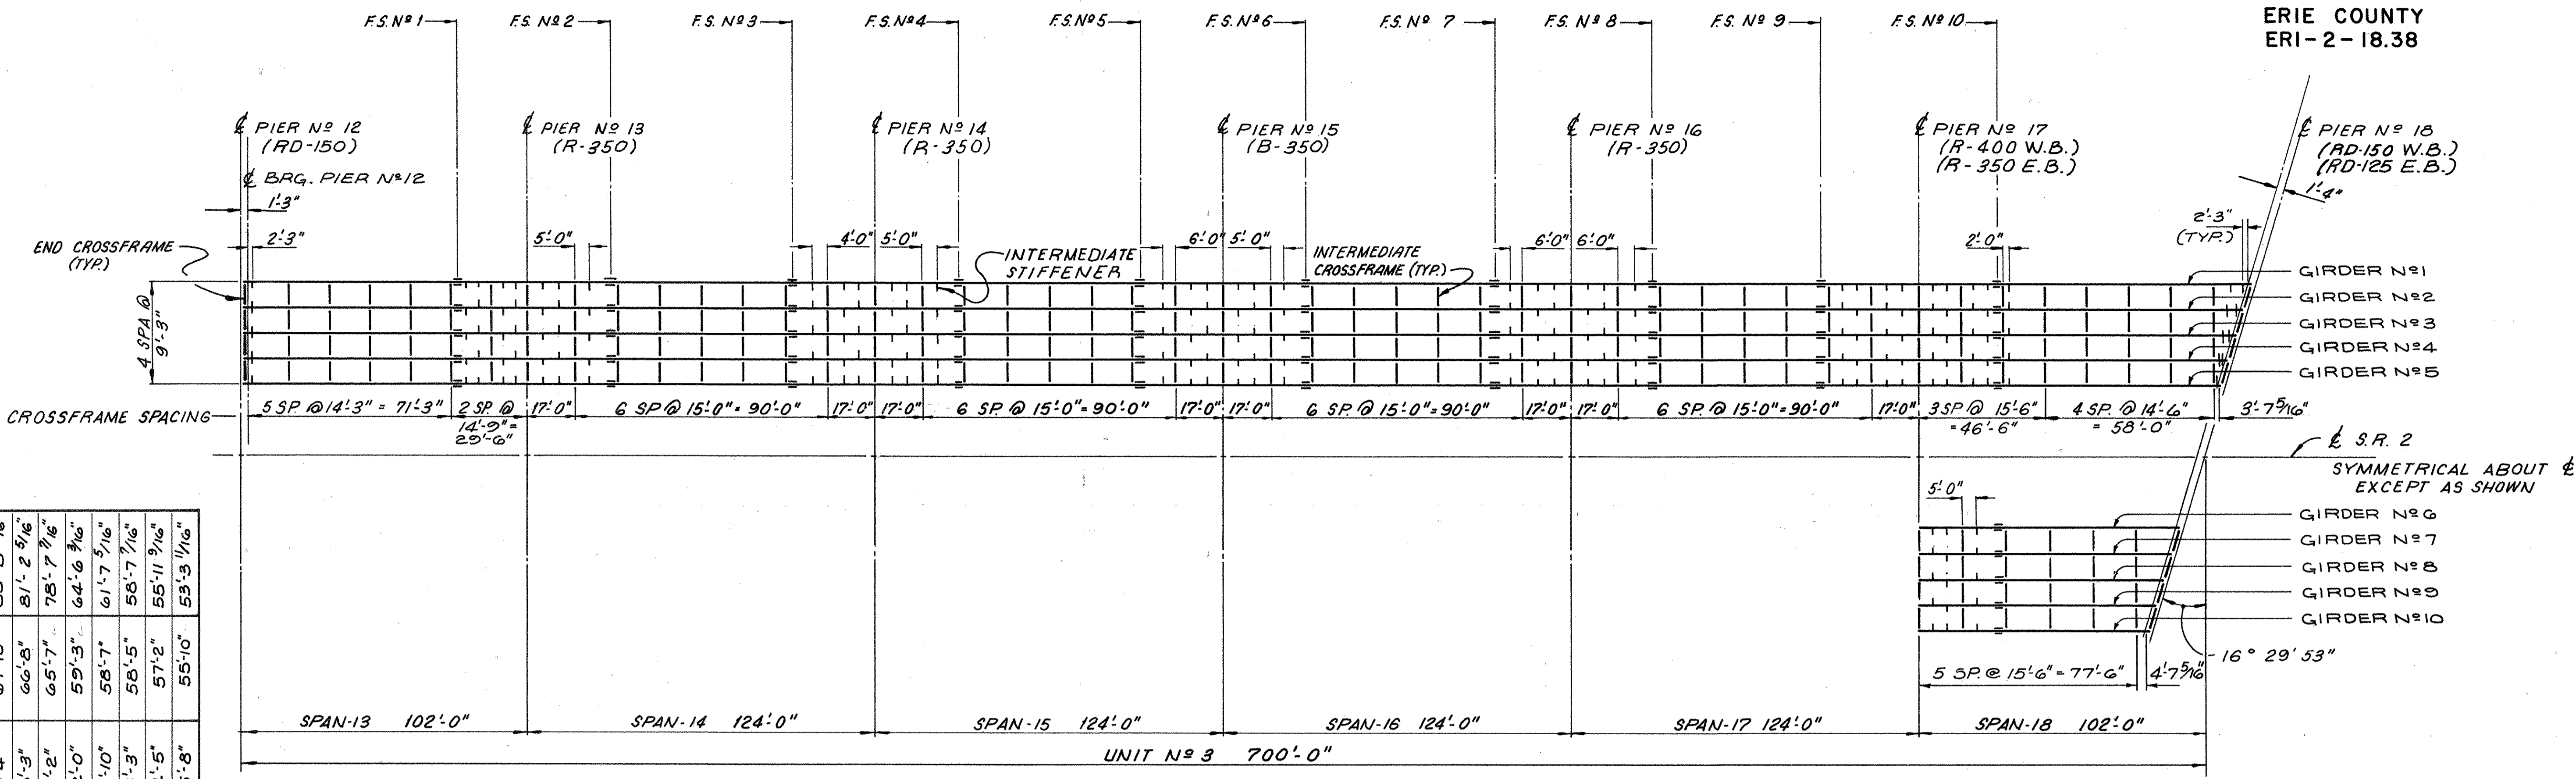 ERIE COUNTY
ERI-2-18.38
F.S. Nº 1
F.S. Nº 2
F.S. Nº 3
F.S. Nº 4
F.S. Nº 5
F.S. Nº 6
F.S. Nº 7
F.S. Nº 8
F.S. Nº 9
F.S. Nº 10
℄ PIER Nº 12
(RD-150)
℄ BRG. PIER Nº 12
℄ PIER Nº 13
(R-350)
℄ PIER Nº 14
(R-350)
℄ PIER Nº 15
(B-350)
℄ PIER Nº 16
(R-350)
℄ PIER Nº 17
(R-400 W.B.)
(R-350 E.B.)
℄ PIER Nº 18
(RD-150 W.B.)
(RD-125 E.B.)
1'-3"
1'-4"
END CROSSFRAME
(TYP.)
2'-3"
5'-0"
4'-0"
5'-0"
INTERMEDIATE
STIFFENER
6'-0"
5'-0"
INTERMEDIATE
CROSSFRAME (TYP.)
6'-0"
6'-0"
2'-0"
2'-3"
(TYP.)
4 SPA @
9'-3"
GIRDER Nº 1
GIRDER Nº 2
GIRDER Nº 3
GIRDER Nº 4
GIRDER Nº 5
CROSSFRAME SPACING
5 SP. @ 14'-3" = 71'-3"
2 SP. @
14'-9" =
29'-6"
17'-0"
6 SP @ 15'-0" = 90'-0"
17'-0"
17'-0"
6 SP. @ 15'-0" = 90'-0"
17'-0"
17'-0"
6 SP. @ 15'-0" = 90'-0"
17'-0"
17'-0"
6 SP. @ 15'-0" = 90'-0"
17'-0"
3 SP @ 15'-6"
= 46'-6"
4 SP. @ 14'-6"
= 58'-0"
3'-7 5/16"
℄ S.R. 2
SYMMETRICAL ABOUT ℄
EXCEPT AS SHOWN
5'-0"
GIRDER Nº 6
GIRDER Nº 7
GIRDER Nº 8
GIRDER Nº 9
GIRDER Nº 10
16° 29' 53"
5 SP. @ 15'-6" = 77'-6"
4'-7 5/16"
81'-2 5/16"
78'-7 7/16"
64'-6 3/16"
61'-7 5/16"
58'-7 7/16"
55'-11 9/16"
53'-3 11/16"
66'-8"
65'-7"
59'-3"
58'-7"
58'-5"
57'-2"
55'-10"
SPAN-13 102'-0"
SPAN-14 124'-0"
SPAN-15 124'-0"
SPAN-16 124'-0"
SPAN-17 124'-0"
SPAN-18 102'-0"
UNIT Nº 3 700'-0"